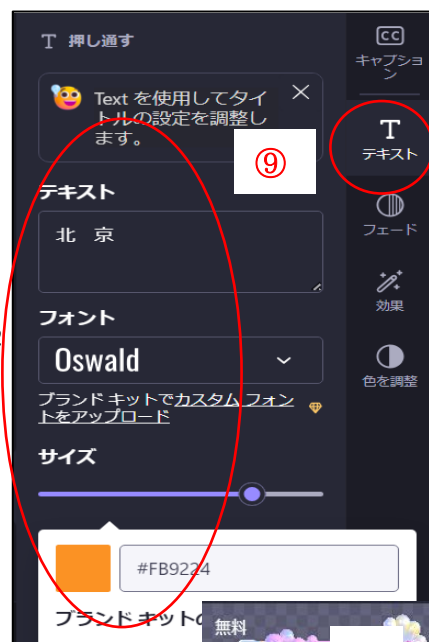 T 押し通す
Text を使用してタイ
トルの設定を調整し
ます。
⑨
テキスト
北 京
フォント
Oswald
ブランド キットでカスタム フォン
トをアップロード
サイズ
#FB9224
ブランド キットの
無料
CC
キャプショ
ン
T
テキスト
フェード
効果
色を調整